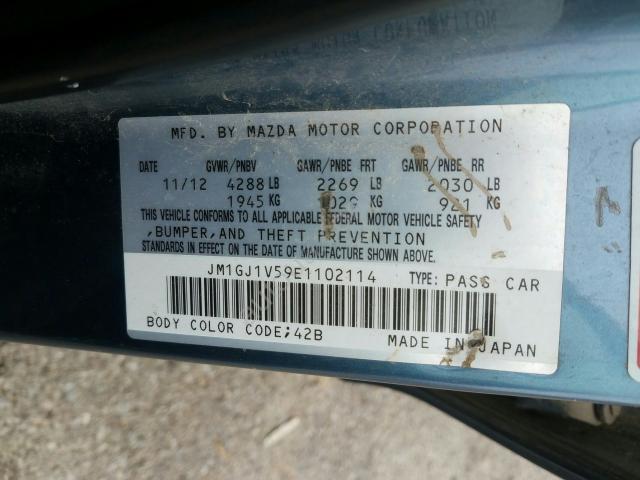 MFD. BY MAZDA MOTOR CORPORATION
DATE GVWR/PNBV GAWR/PNBE FRT GAWR/PNBE RR
11/12 4288 LB 2269 LB 2030 LB
1945 KG 1029 KG 921 KG
THIS VEHICLE CONFORMS TO ALL APPLICABLE FEDERAL MOTOR VEHICLE SAFETY
,BUMPER,AND THEFT PREVENTION
STANDARDS IN EFFECT ON THE DATE OF MANUFACTURE SHOWN ABOVE.
JM1GJ1V59E1102114 TYPE: PASS CAR
BODY COLOR CODE;42B MADE IN JAPAN